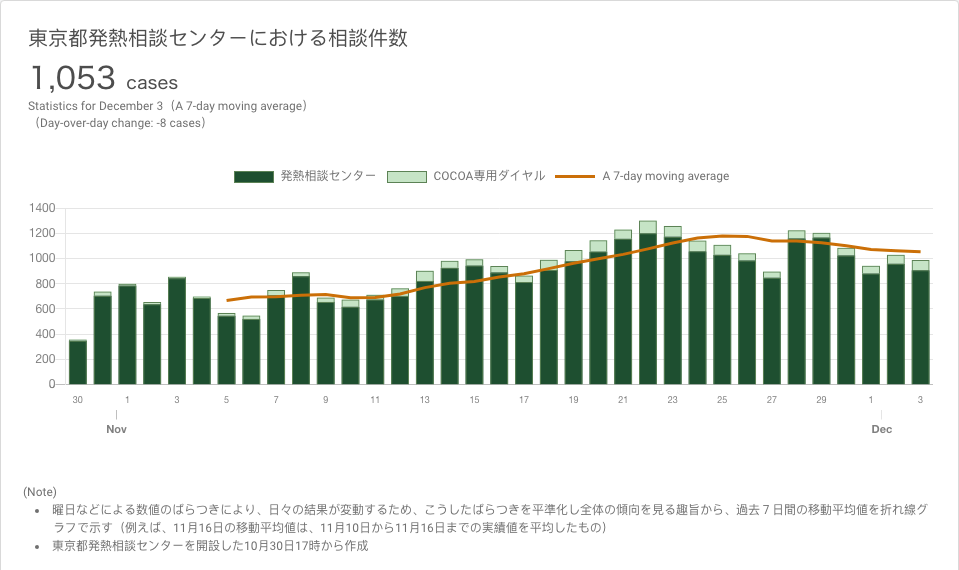 東京都発熱相談センターにおける相談件数
1,053 cases
Statistics for December 3（A 7-day moving average）
（Day-over-day change: -8 cases）
発熱相談センター COCOA専用ダイヤル A 7-day moving average
1400
1200
1000
800
600
400
200
0
30 1 3 5 7 9 11 13 15 17 19 21 23 25 27 29 1 3
Nov Dec
(Note)
• 曜日などによる数値のばらつきにより、日々の結果が変動するため、こうしたばらつきを平準化し全体の傾向を見る趣旨から、過去７日間の移動平均値を折れ線グ
ラフで示す（例えば、11月16日の移動平均値は、11月10日から11月16日までの実績値を平均したもの）
• 東京都発熱相談センターを開設した10月30日17時から作成